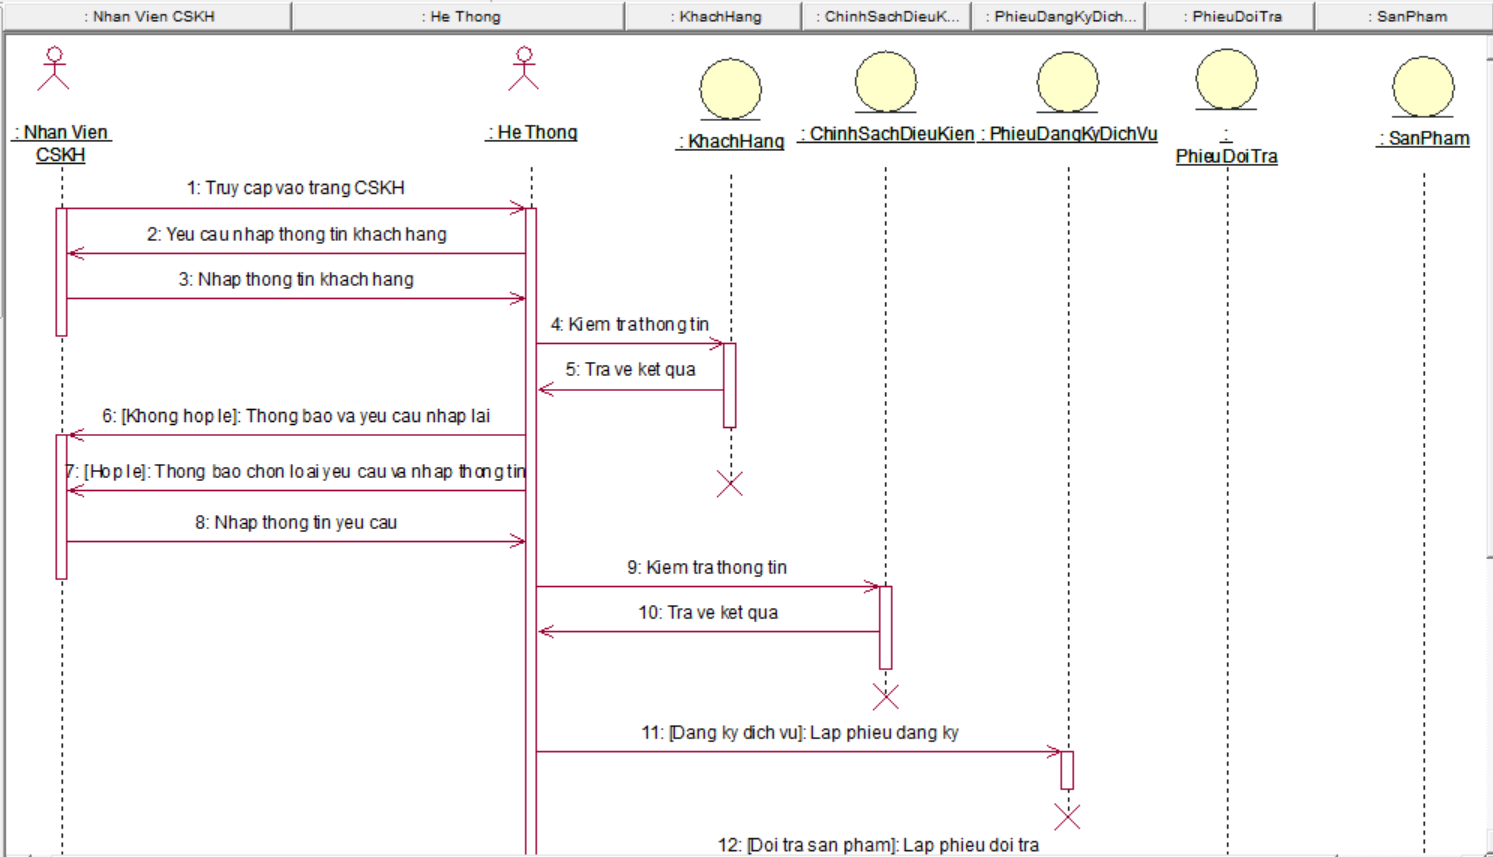 : Nhan Vien CSKH
: He Thong
: KhachHang
: ChinhSachDieuK...
: PhieuDangKyDich...
: PhieuDoiTra
: SanPham
: Nhan Vien
CSKH
: He Thong
: KhachHang
: ChinhSachDieuKien
: PhieuDangKyDichVu
:
PhieuDoiTra
: SanPham
1: Truy cap vao trang CSKH
2: Yeu cau nhap thong tin khach hang
3: Nhap thong tin khach hang
4: Kiem tra thong tin
5: Tra ve ket qua
6: [Khong hop le]: Thong bao va yeu cau nhap lai
7: [Hop le]: Thong bao chon loai yeu cau va nhap thong tin
8: Nhap thong tin yeu cau
9: Kiem tra thong tin
10: Tra ve ket qua
11: [Dang ky dich vu]: Lap phieu dang ky
12: [Doi tra san pham]: Lap phieu doi tra